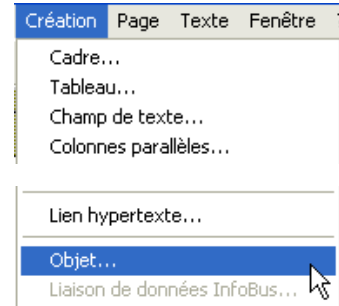 Création Page Texte Fenêtre
Cadre...
Tableau...
Champ de texte...
Colonnes parallèles...
Lien hypertexte...
Objet...
Liaison de données InfoBus...